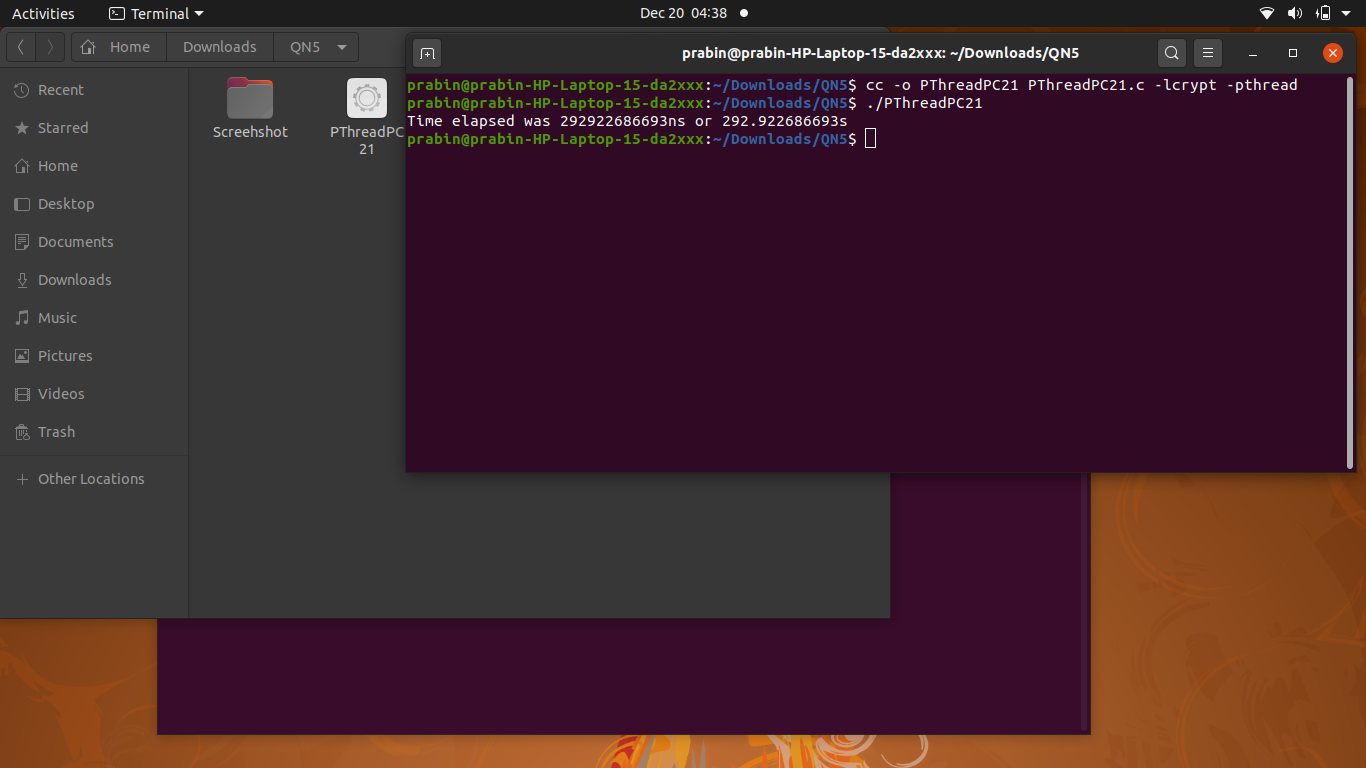 Activities
Terminal
Dec 20 04:38
Home
Downloads
QN5
prabin@prabin-HP-Laptop-15-da2xxx: ~/Downloads/QN5
Recent
Starred
Home
Desktop
Documents
Downloads
Music
Pictures
Videos
Trash
Other Locations
Screehshot
PThreadPC
21
prabin@prabin-HP-Laptop-15-da2xxx:~/Downloads/QN5$ cc -o PThreadPC21 PThreadPC21.c -lcrypt -pthread
prabin@prabin-HP-Laptop-15-da2xxx:~/Downloads/QN5$ ./PThreadPC21
Time elapsed was 292922686693ns or 292.922686693s
prabin@prabin-HP-Laptop-15-da2xxx:~/Downloads/QN5$